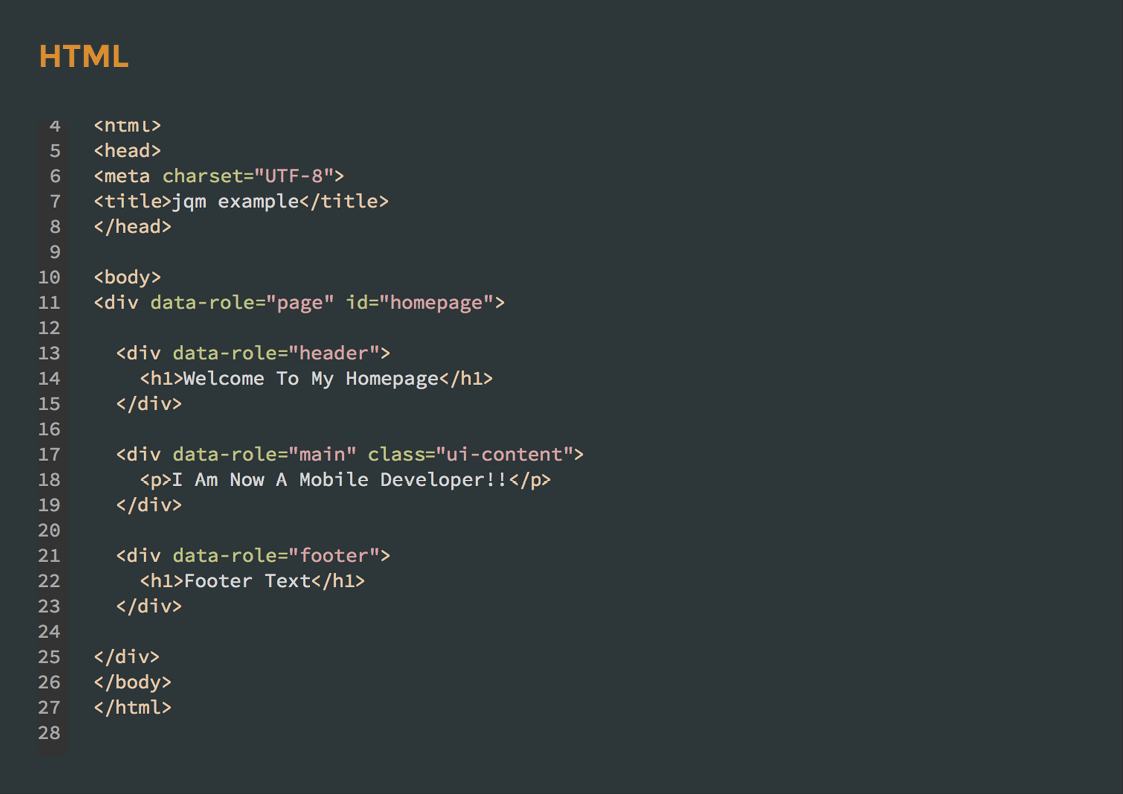 HTML
4 <html>
5 <head>
6 <meta charset="UTF-8">
7 <title>jqm example</title>
8 </head>
9
10 <body>
11 <div data-role="page" id="homepage">
12
13   <div data-role="header">
14     <h1>Welcome To My Homepage</h1>
15   </div>
16
17   <div data-role="main" class="ui-content">
18     <p>I Am Now A Mobile Developer!!</p>
19   </div>
20
21   <div data-role="footer">
22     <h1>Footer Text</h1>
23   </div>
24
25 </div>
26 </body>
27 </html>
28